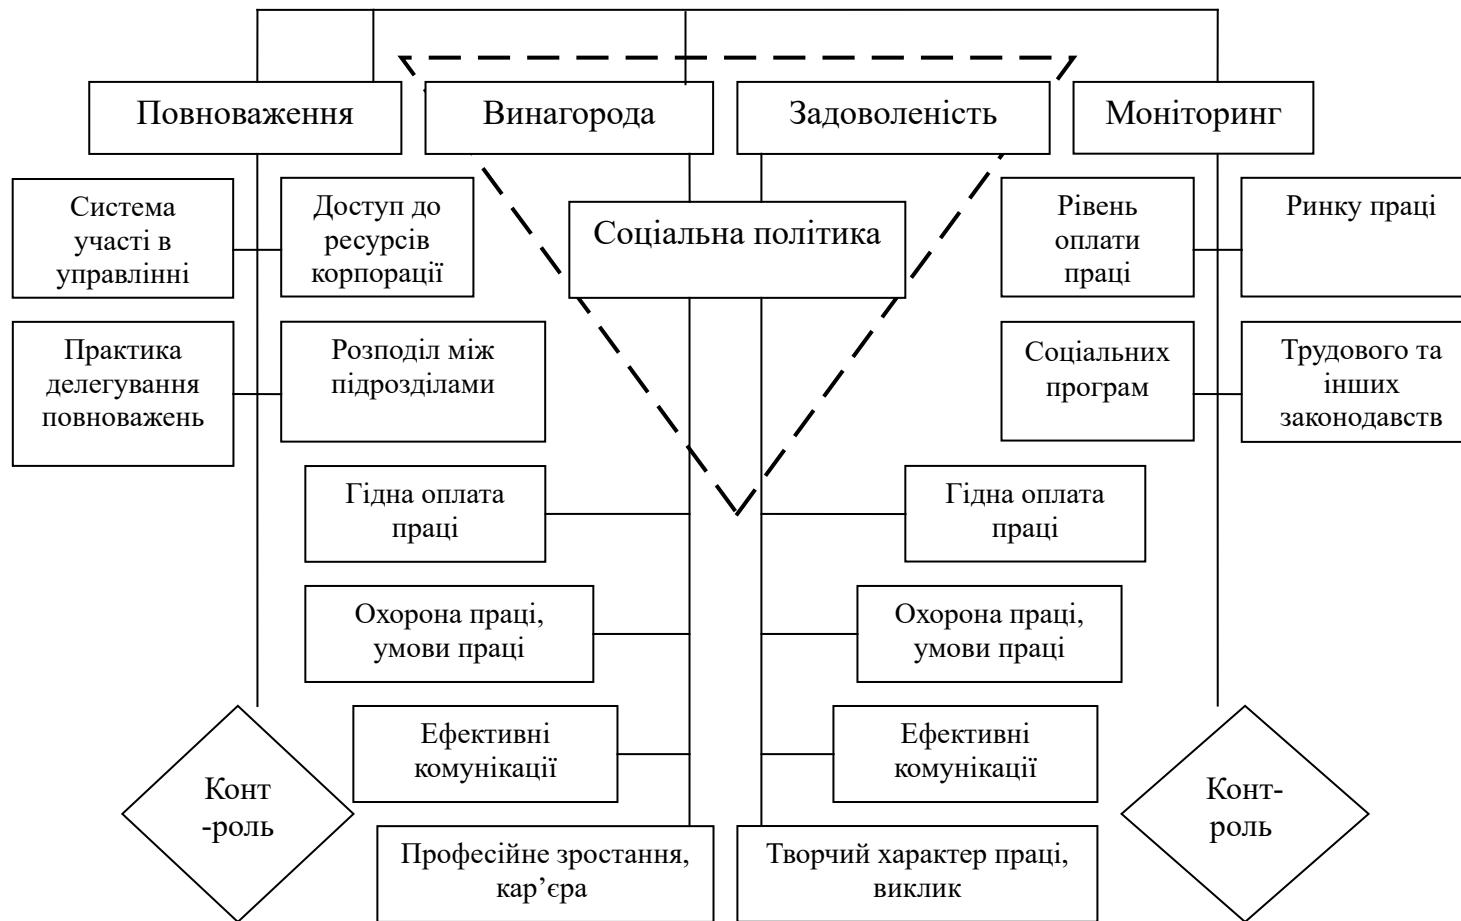 Повноваження
Винагорода
Задоволеність
Моніторинг
Система
участі в
управлінні
Доступ до
ресурсів
корпорації
Соціальна політика
Рівень
оплати
праці
Ринку праці
Практика
делегування
повноважень
Розподіл між
підрозділами
Соціальних
програм
Трудового та
інших
законодавств
Гідна оплата
праці
Гідна оплата
праці
Охорона праці,
умови праці
Охорона праці,
умови праці
Ефективні
комунікації
Ефективні
комунікації
Конт
-роль
Конт-
роль
Професійне зростання,
кар’єра
Творчий характер праці,
виклик